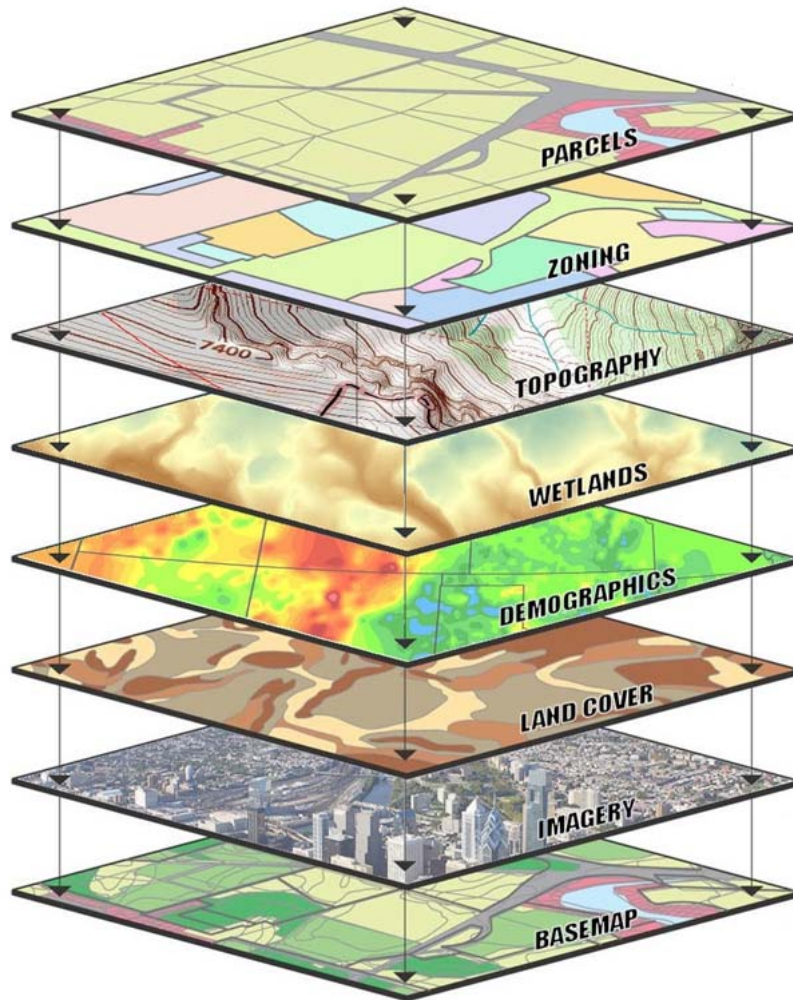 PARCELS
ZONING
7400
TOPOGRAPHY
WETLANDS
DEMOGRAPHICS
LAND COVER
IMAGERY
BASEMAP